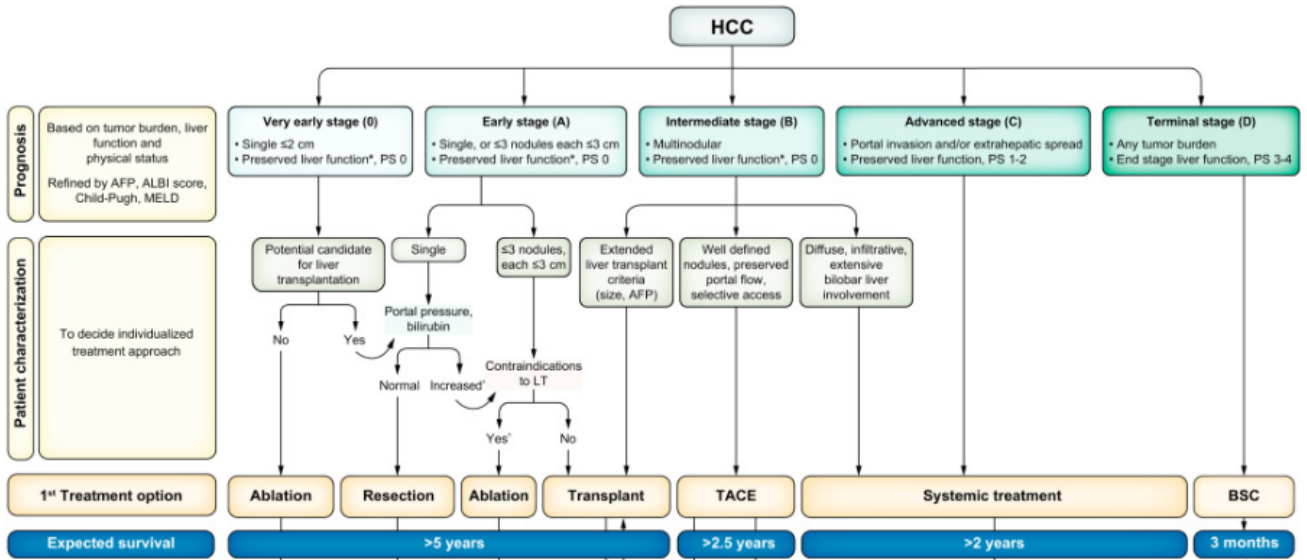 HCC
Prognosis
Based on tumor burden, liver
function and
physical status
Refined by AFP, ALBI score,
Child-Pugh, MELD
Very early stage (0)
• Single ≤2 cm
• Preserved liver function*, PS 0
Early stage (A)
• Single, or ≤3 nodules each ≤3 cm
• Preserved liver function*, PS 0
Intermediate stage (B)
• Multinodular
• Preserved liver function*, PS 0
Advanced stage (C)
• Portal invasion and/or extrahepatic spread
• Preserved liver function, PS 1-2
Terminal stage (D)
• Any tumor burden
• End stage liver function, PS 3-4
Patient characterization
To decide individualized
treatment approach
Potential candidate
for liver
transplantation
Single
≤3 nodules,
each ≤3 cm
Extended
liver transplant
criteria
(size, AFP)
Well defined
nodules, preserved
portal flow,
selective access
Diffuse, infiltrative,
extensive
bilobar liver
involvement
No
Yes
Portal pressure,
bilirubin
Normal
Increased^
Contraindications
to LT
Yes^
No
1st Treatment option
Ablation
Resection
Ablation
Transplant
TACE
Systemic treatment
BSC
Expected survival
>5 years
>2.5 years
>2 years
3 months